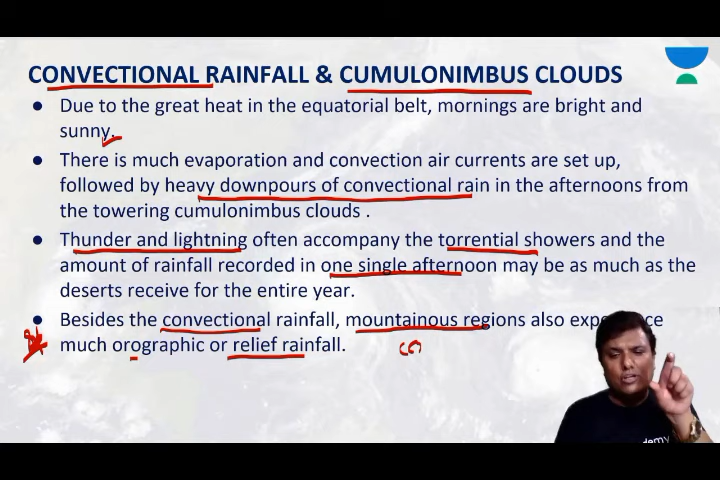 CONVECTIONAL RAINFALL & CUMULONIMBUS CLOUDS
● Due to the great heat in the equatorial belt, mornings are bright and
sunny.
● There is much evaporation and convection air currents are set up,
followed by heavy downpours of convectional rain in the afternoons from
the towering cumulonimbus clouds .
● Thunder and lightning often accompany the torrential showers and the
amount of rainfall recorded in one single afternoon may be as much as the
deserts receive for the entire year.
● Besides the convectional rainfall, mountainous regions also
much orographic or relief rainfall.